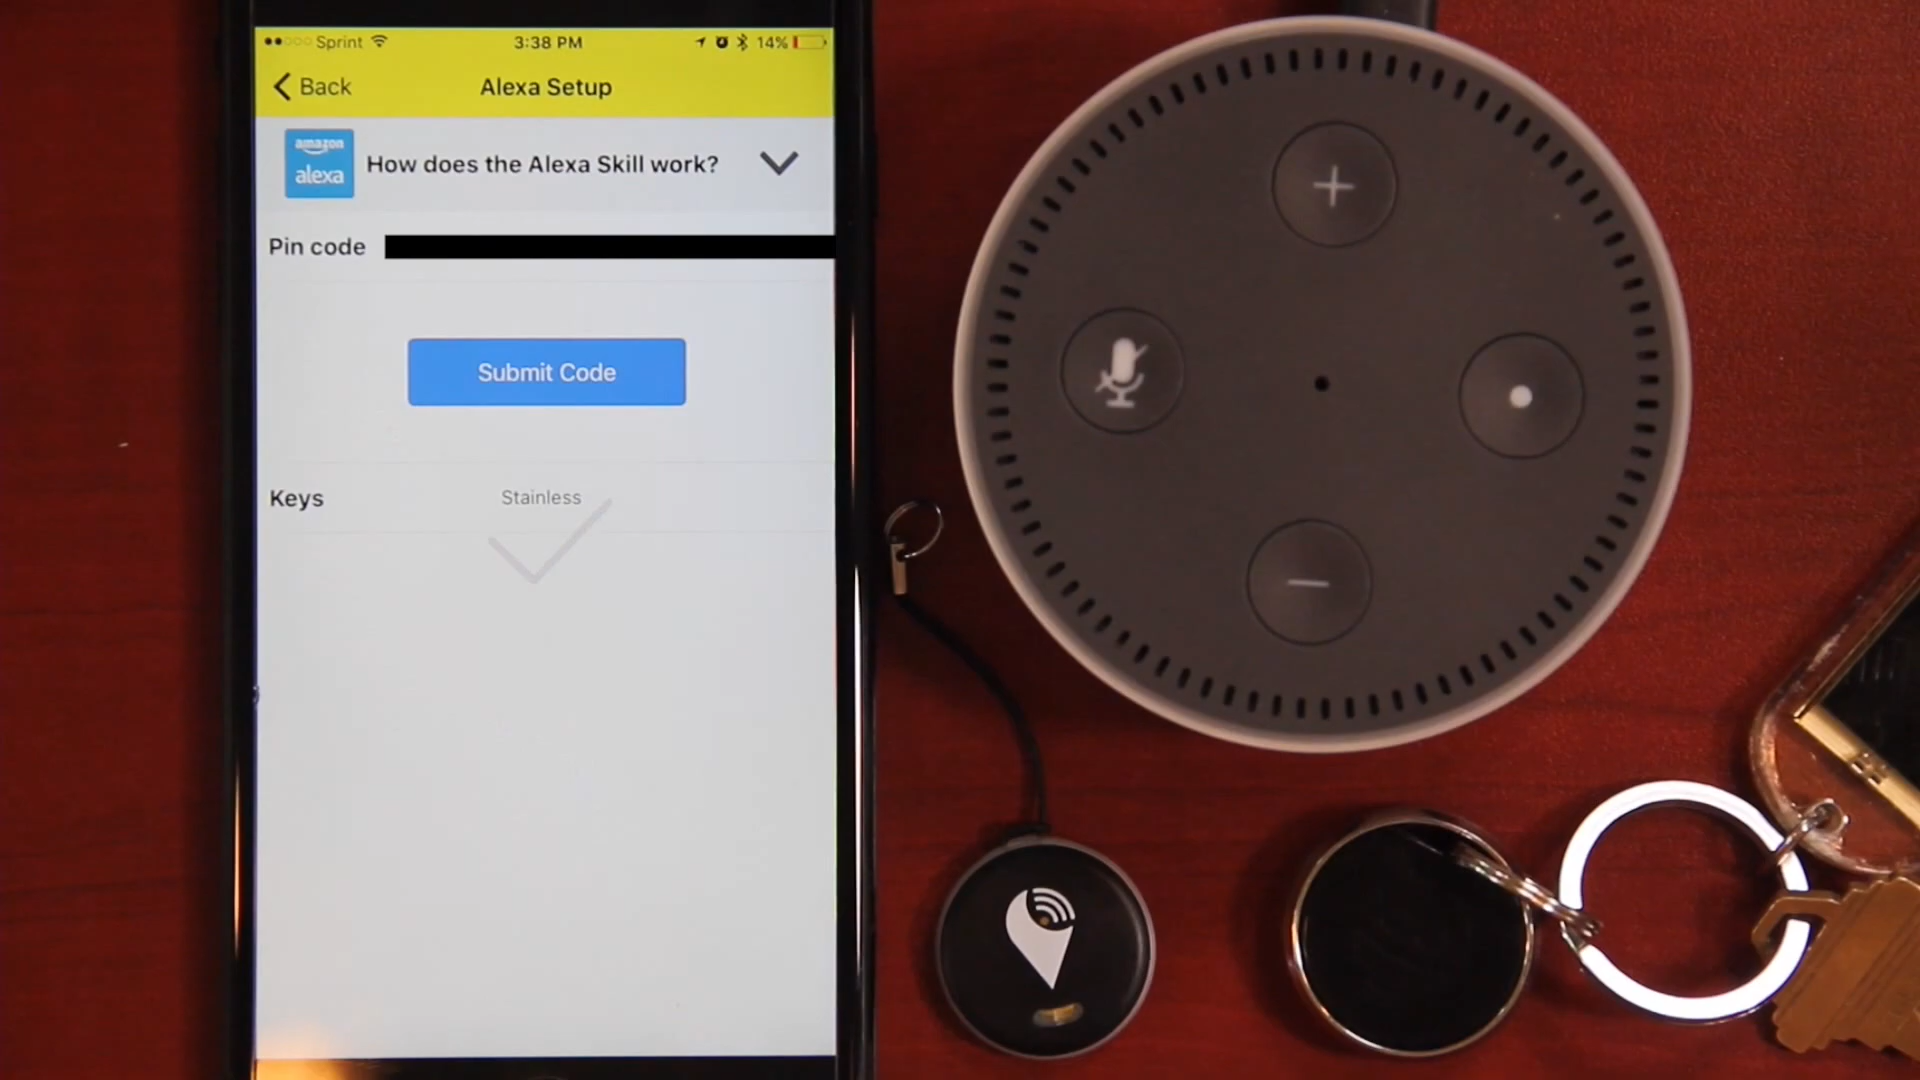 Sprint 3:38 PM 14%
Back Alexa Setup
amazon
alexa
How does the Alexa Skill work?
Pin code
Submit Code
Keys Stainless